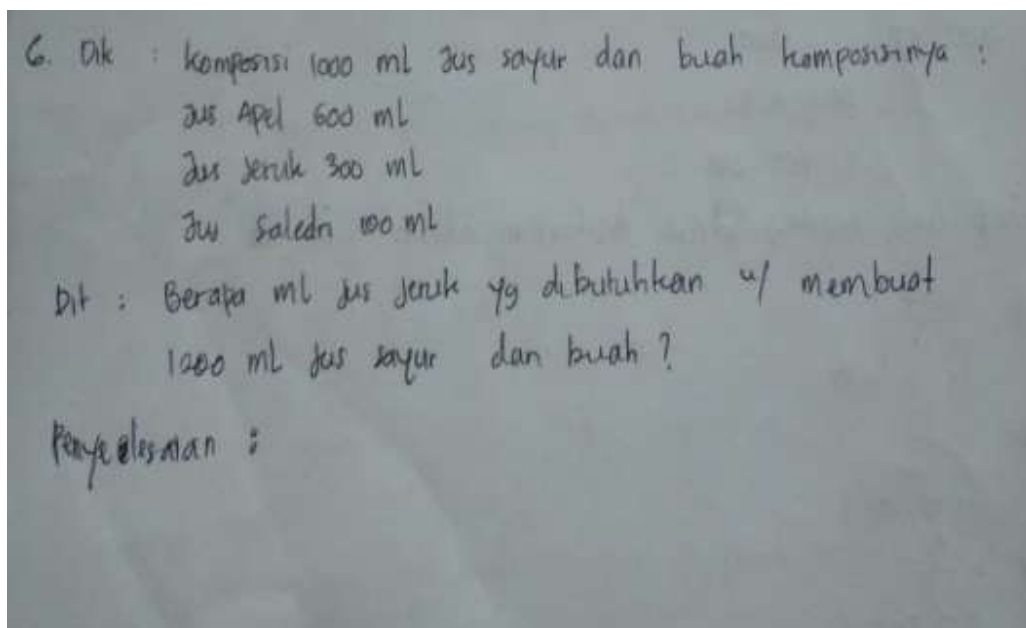 6. Dik : komposisi 1000 ml Jus sayur dan buah komposisinya :
Jus Apel 600 ml
Jus Jeruk 300 ml
Jus Saledri 100 ml
Dit : Berapa ml jus jeruk yg dibutuhkan u/ membuat
1200 ml jus sayur dan buah ?
Penyelesaian :